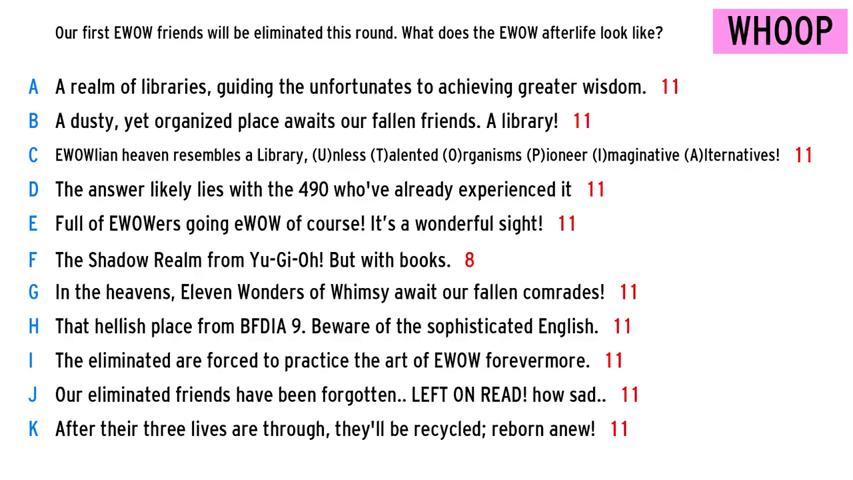 Our first EWOW friends will be eliminated this round. What does the EWOW afterlife look like?
WHOOP
A A realm of libraries, guiding the unfortunates to achieving greater wisdom. 11
B A dusty, yet organized place awaits our fallen friends. A library! 11
C EWOWlian heaven resembles a Library, (U)nless (T)alented (O)rganisms (P)ioneer (I)maginative (A)lternatives! 11
D The answer likely lies with the 490 who've already experienced it 11
E Full of EWOWers going eWOW of course! It’s a wonderful sight! 11
F The Shadow Realm from Yu-Gi-Oh! But with books. 8
G In the heavens, Eleven Wonders of Whimsy await our fallen comrades! 11
H That hellish place from BFDIA 9. Beware of the sophisticated English. 11
I The eliminated are forced to practice the art of EWOW forevermore. 11
J Our eliminated friends have been forgotten.. LEFT ON READ! how sad.. 11
K After their three lives are through, they'll be recycled; reborn anew! 11